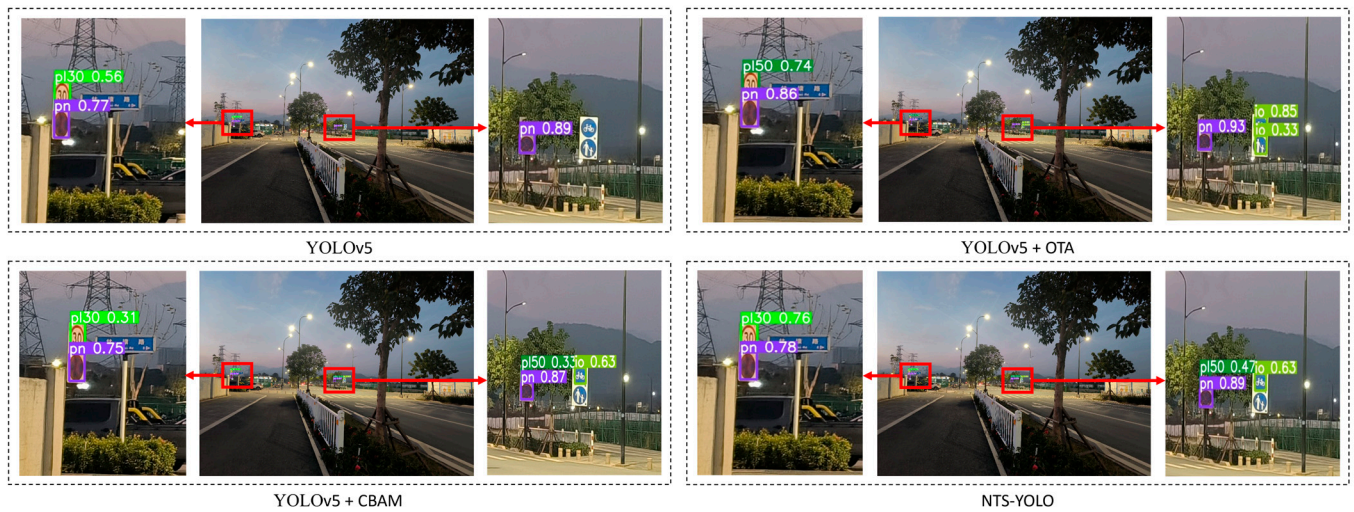 pl30 0.56
pn 0.77
pn 0.89
YOLOv5
pl50 0.74
pn 0.86
io 0.85
io 0.33
pn 0.93
YOLOv5 + OTA
pl30 0.31
pn 0.75
pl50 0.33
io 0.63
pn 0.87
YOLOv5 + CBAM
pl30 0.76
pn 0.78
pl50 0.47
io 0.63
pn 0.89
NTS-YOLO